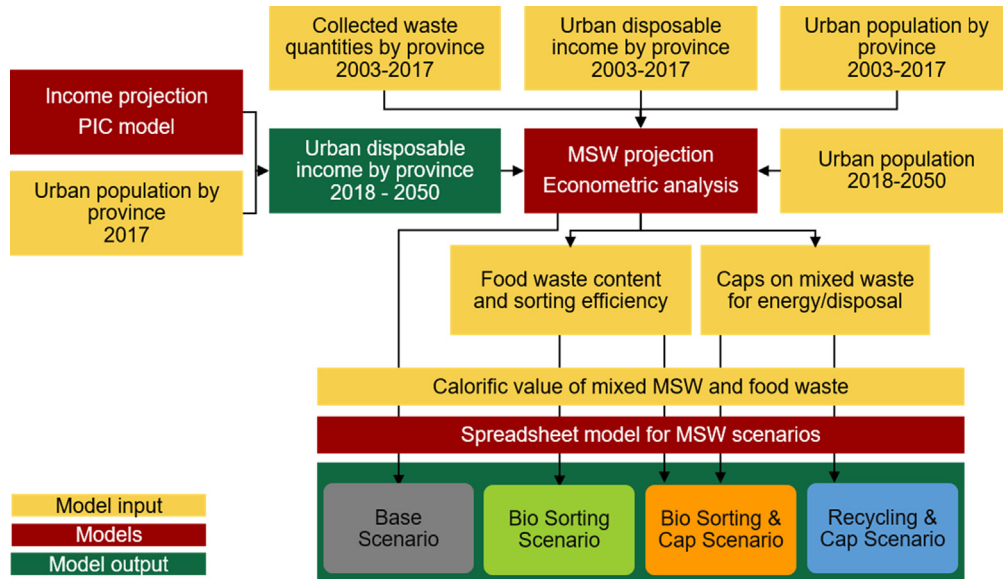 Collected waste
quantities by province
2003-2017
Urban disposable
income by province
2003-2017
Urban population by
province
2003-2017
Income projection
PIC model
Urban population by
province
2017
Urban disposable
income by province
2018 - 2050
MSW projection
Econometric analysis
Urban population
2018-2050
Food waste content
and sorting efficiency
Caps on mixed waste
for energy/disposal
Calorific value of mixed MSW and food waste
Spreadsheet model for MSW scenarios
Base
Scenario
Bio Sorting
Scenario
Bio Sorting &
Cap Scenario
Recycling &
Cap Scenario
Model input
Models
Model output